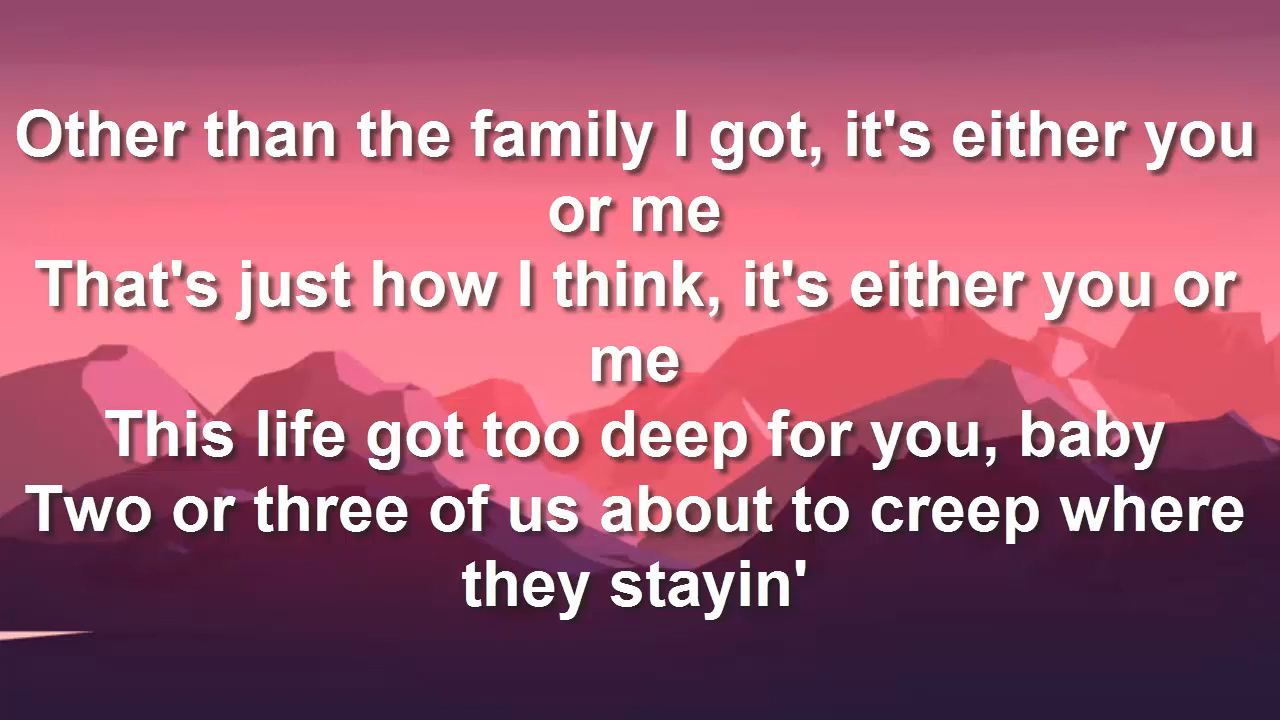 Other than the family I got, it's either you
or me
That's just how I think, it's either you or
me
This life got too deep for you, baby
Two or three of us about to creep where
they stayin'